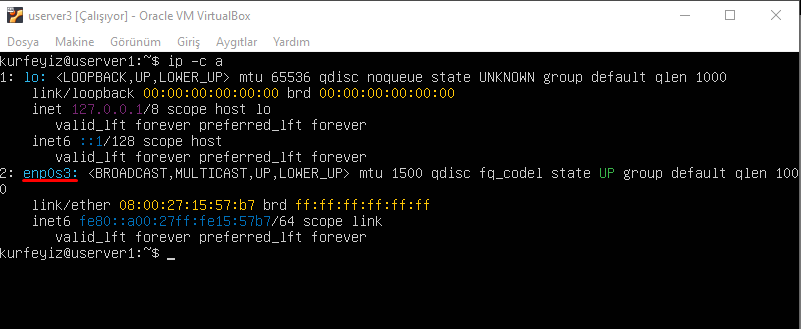 userver3 [Çalışıyor] - Oracle VM VirtualBox
Dosya Makine Görünüm Giriş Aygıtlar Yardım
kurfeyiz@userver1:~$ ip -c a
1: lo: <LOOPBACK,UP,LOWER_UP> mtu 65536 qdisc noqueue state UNKNOWN group default qlen 1000
    link/loopback 00:00:00:00:00:00 brd 00:00:00:00:00:00
    inet 127.0.0.1/8 scope host lo
       valid_lft forever preferred_lft forever
    inet6 ::1/128 scope host
       valid_lft forever preferred_lft forever
2: enp0s3: <BROADCAST,MULTICAST,UP,LOWER_UP> mtu 1500 qdisc fq_codel state UP group default qlen 100
0
    link/ether 08:00:27:15:57:b7 brd ff:ff:ff:ff:ff:ff
    inet6 fe80::a00:27ff:fe15:57b7/64 scope link
       valid_lft forever preferred_lft forever
kurfeyiz@userver1:~$ _